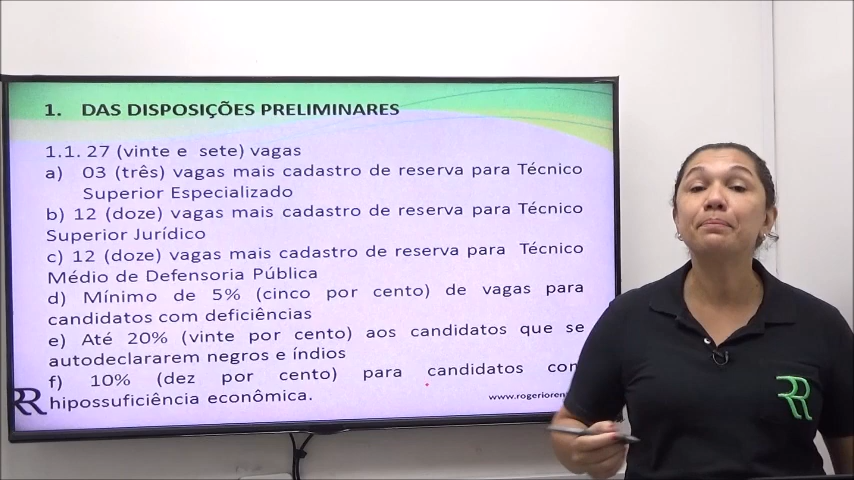 1. DAS DISPOSIÇÕES PRELIMINARES
1.1. 27 (vinte e sete) vagas
a) 03 (três) vagas mais cadastro de reserva para Técnico
Superior Especializado
b) 12 (doze) vagas mais cadastro de reserva para Técnico
Superior Jurídico
c) 12 (doze) vagas mais cadastro de reserva para Técnico
Médio de Defensoria Pública
d) Mínimo de 5% (cinco por cento) de vagas para
candidatos com deficiências
e) Até 20% (vinte por cento) aos candidatos que se
autodeclararem negros e índios
f) 10% (dez por cento) para candidatos com
hipossuficiência econômica.
RR
R